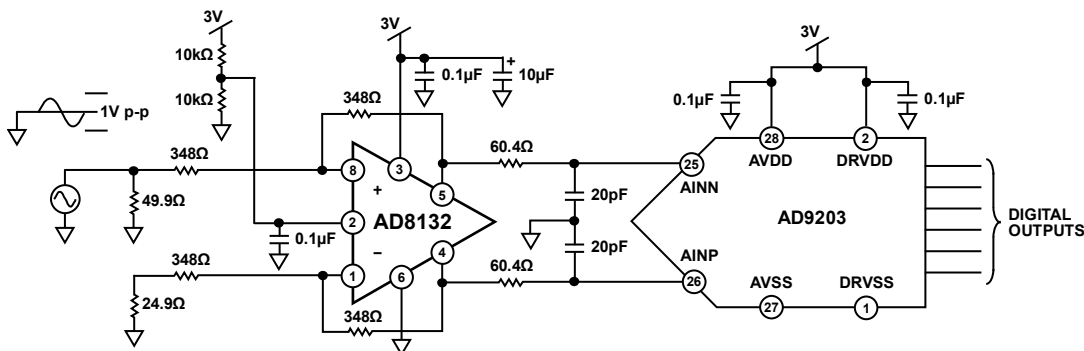 3V
10kΩ
10kΩ
1V p-p
348Ω
49.9Ω
348Ω
24.9Ω
0.1µF
3V
0.1µF
+
10µF
348Ω
8
+
3
5
2
AD8132
4
−
1
6
348Ω
60.4Ω
60.4Ω
20pF
20pF
3V
0.1µF
0.1µF
28
2
AVDD
DRVDD
25
AINN
AD9203
AINP
26
AVSS
DRVSS
27
1
DIGITAL
OUTPUTS